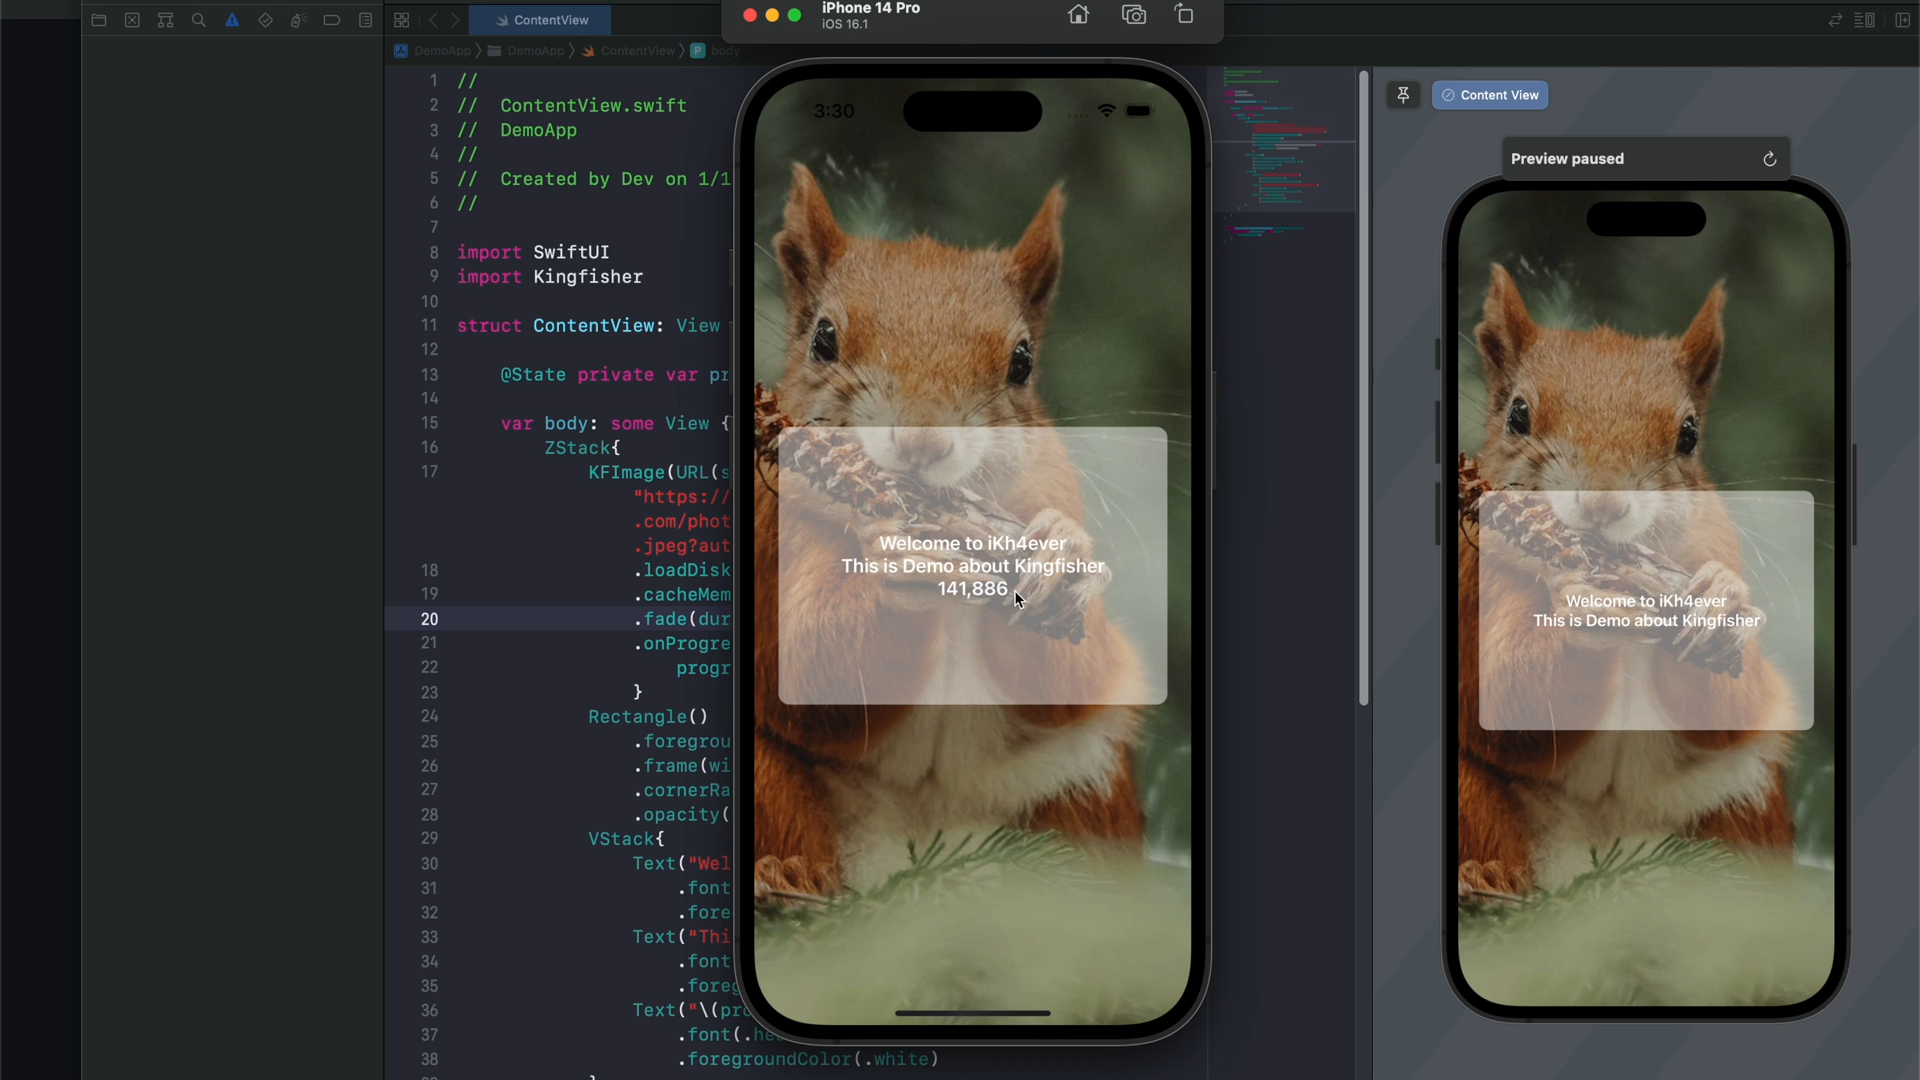 ContentView
iPhone 14 Pro
iOS 16.1
DemoApp
DemoApp
ContentView
P
body
1 //
2 //  ContentView.swift
3 //  DemoApp
4 //
5 //  Created by Dev on 1/1
6 //
7
8 import SwiftUI
9 import Kingfisher
10
11 struct ContentView: View
12
13 @State private var pr
14
15 var body: some View {
16 ZStack{
17 KFImage(URL(s
"https://
.com/phot
.jpeg?aut
18 .loadDisk
19 .cacheMem
20 .fade(dur
21 .onProgre
22 progr
23 }
24 Rectangle()
25 .foregrou
26 .frame(wi
27 .cornerRa
28 .opacity(
29 VStack{
30 Text("Wel
31 .font
32 .fore
33 Text("Thi
34 .font
35 .foreg
36 Text("\(pro
37 .font(.hea
38 .foregroundColor(.white)
3:30
Welcome to iKh4ever
This is Demo about Kingfisher
141,886
Content View
Preview paused
Welcome to iKh4ever
This is Demo about Kingfisher